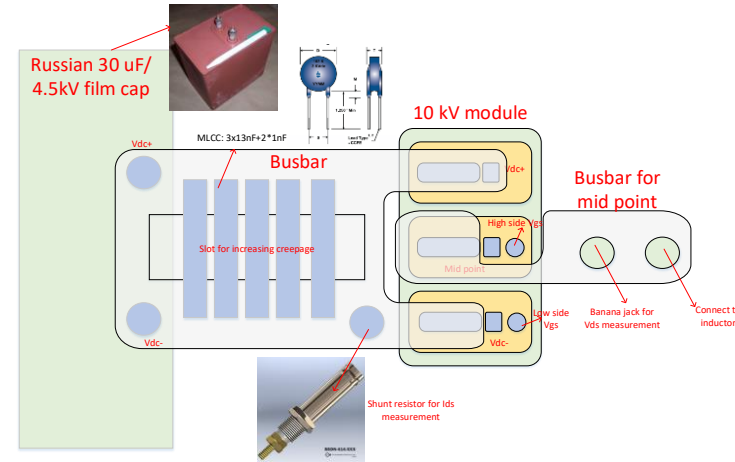 Russian 30 uF/
4.5kV film cap
MLCC: 3x13nF+2*1nF
10 kV module
Vdc+
Busbar
Vdc+
Busbar for
mid point
High side Vgs
Slot for increasing creepage
Mid point
Banana jack for
Vds measurement
Connect t
inductor
Low side
Vgs
Vdc-
Vdc-
Shunt resistor for Ids
measurement